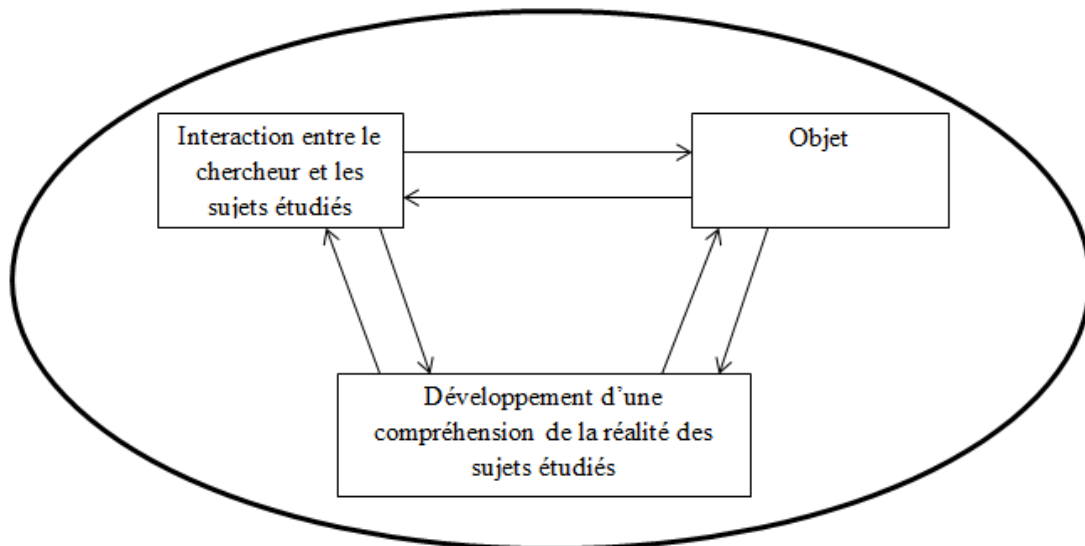 Interaction entre le
chercheur et les
sujets étudiés
Objet
Développement d’une
compréhension de la réalité des
sujets étudiés